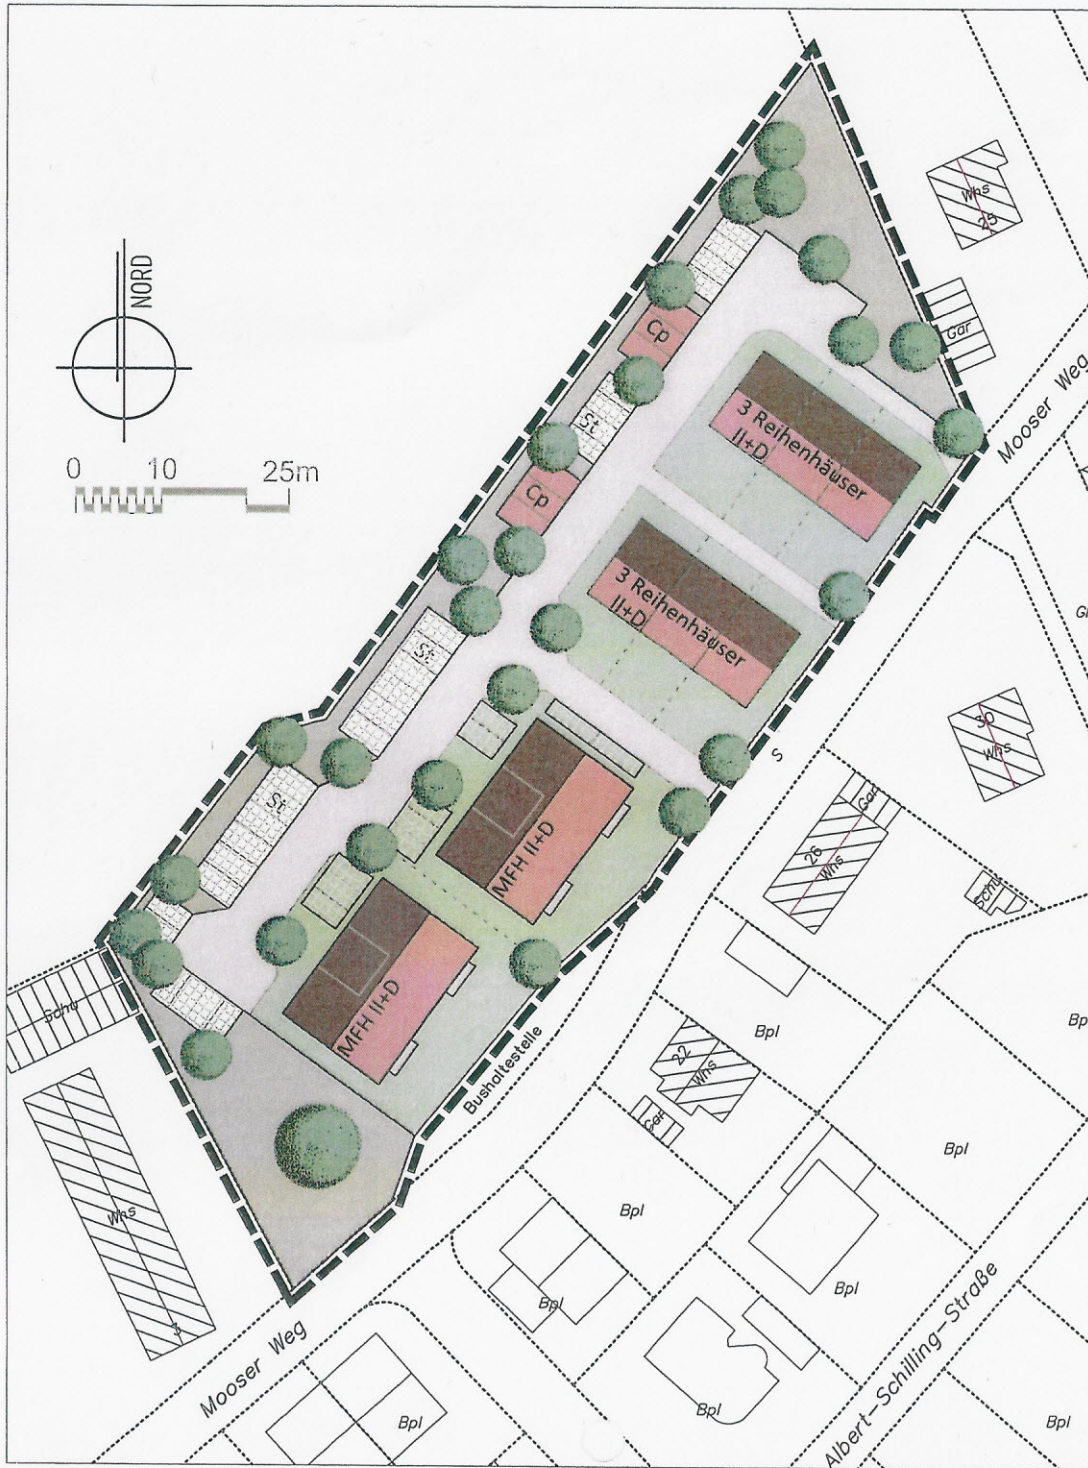 NORD
0 10 25m
Whs
25
Gar
Mooser Weg
Cp
St
Cp
3 Reihenhäuser
II+D
3 Reihenhäuser
II+D
St
St
MFH II+D
MFH II+D
S
30
Whs
Gar
26
Whs
Schu
Schu
Bushaltestelle
22
Whs
Gar
Bpl
Bpl
Bpl
Bpl
Bpl
Bpl
Bpl
Bpl
Whs
3
Mooser Weg
Albert-Schilling-Straße